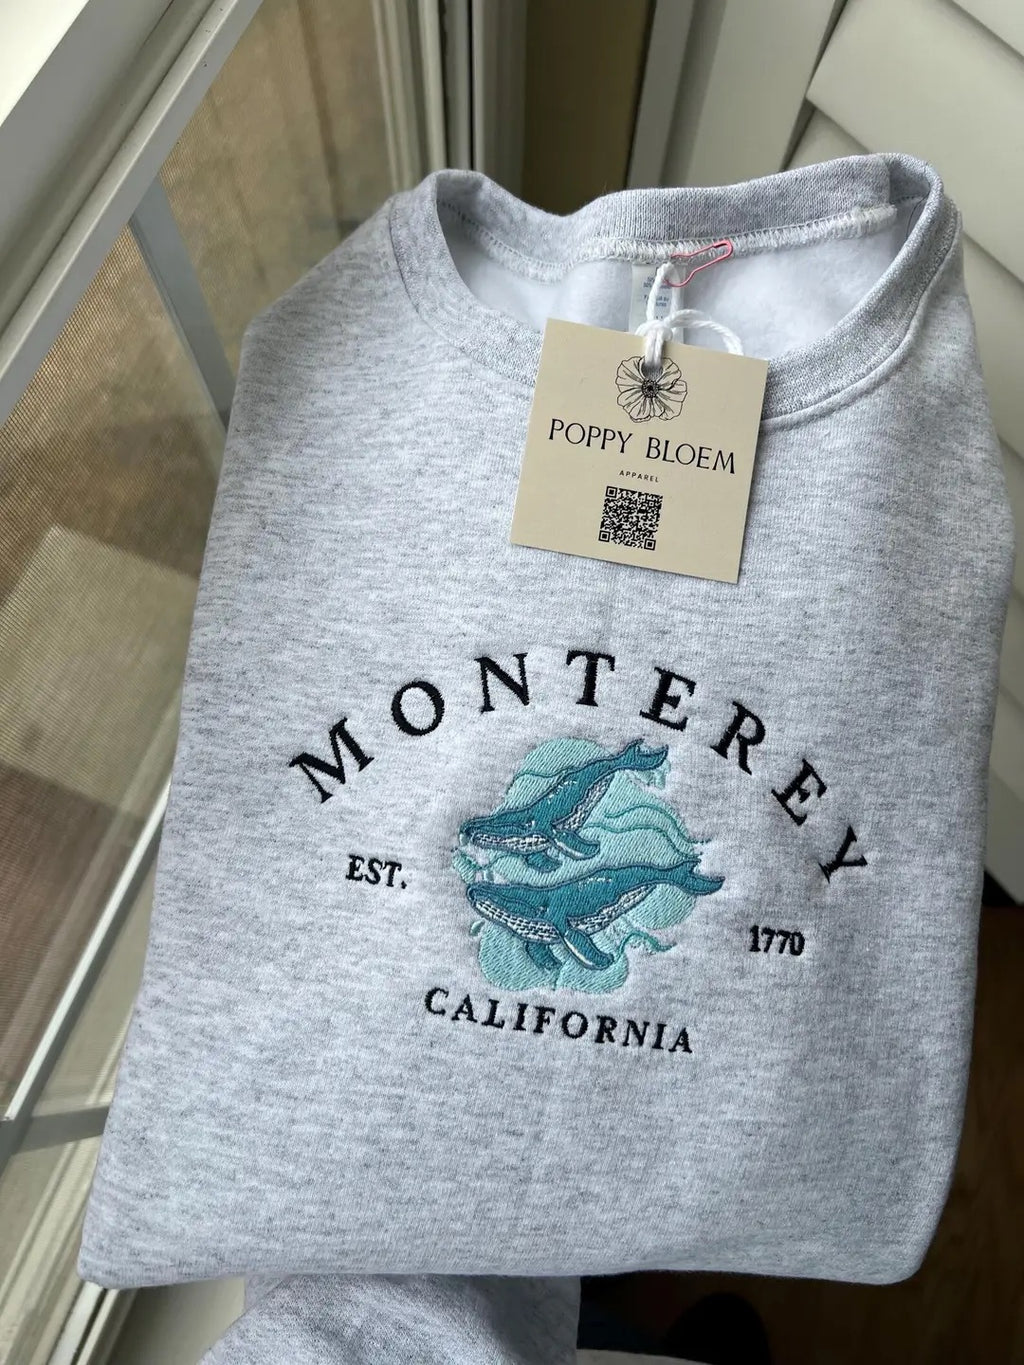 POPPY BLOEM
APPAREL
MONTEREY
EST.
1770
CALIFORNIA